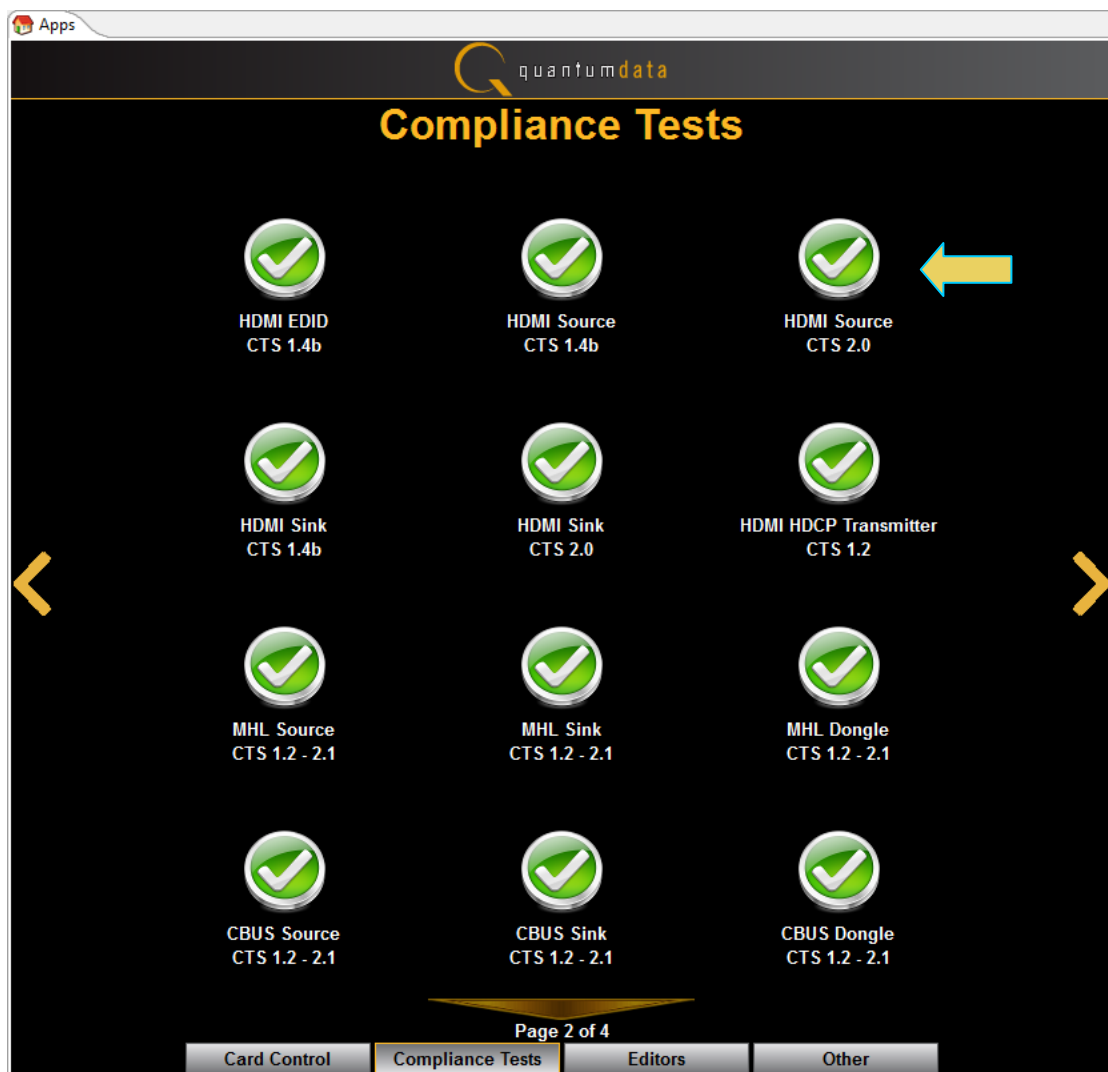 Apps
quantumdata
Compliance Tests
HDMI EDID
CTS 1.4b
HDMI Source
CTS 1.4b
HDMI Source
CTS 2.0
HDMI Sink
CTS 1.4b
HDMI Sink
CTS 2.0
HDMI HDCP Transmitter
CTS 1.2
MHL Source
CTS 1.2 - 2.1
MHL Sink
CTS 1.2 - 2.1
MHL Dongle
CTS 1.2 - 2.1
CBUS Source
CTS 1.2 - 2.1
CBUS Sink
CTS 1.2 - 2.1
CBUS Dongle
CTS 1.2 - 2.1
Page 2 of 4
Card Control
Compliance Tests
Editors
Other